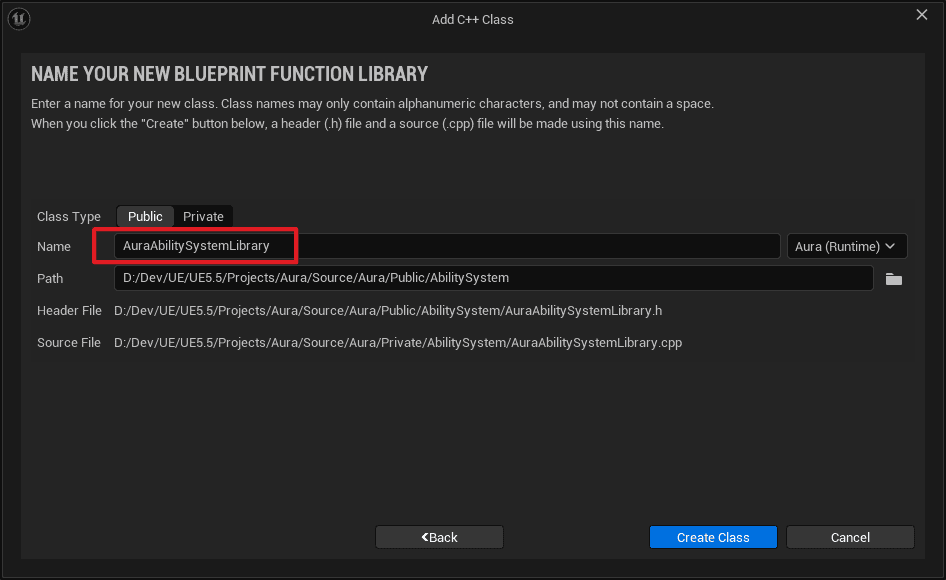 Add C++ Class
NAME YOUR NEW BLUEPRINT FUNCTION LIBRARY
Enter a name for your new class. Class names may only contain alphanumeric characters, and may not contain a space.
When you click the "Create" button below, a header (.h) file and a source (.cpp) file will be made using this name.
Class Type Public Private
Name AuraAbilitySystemLibrary Aura (Runtime)
Path D:/Dev/UE/UE5.5/Projects/Aura/Source/Aura/Public/AbilitySystem
Header File D:/Dev/UE/UE5.5/Projects/Aura/Source/Aura/Public/AbilitySystem/AuraAbilitySystemLibrary.h
Source File D:/Dev/UE/UE5.5/Projects/Aura/Source/Aura/Private/AbilitySystem/AuraAbilitySystemLibrary.cpp
Back Create Class Cancel